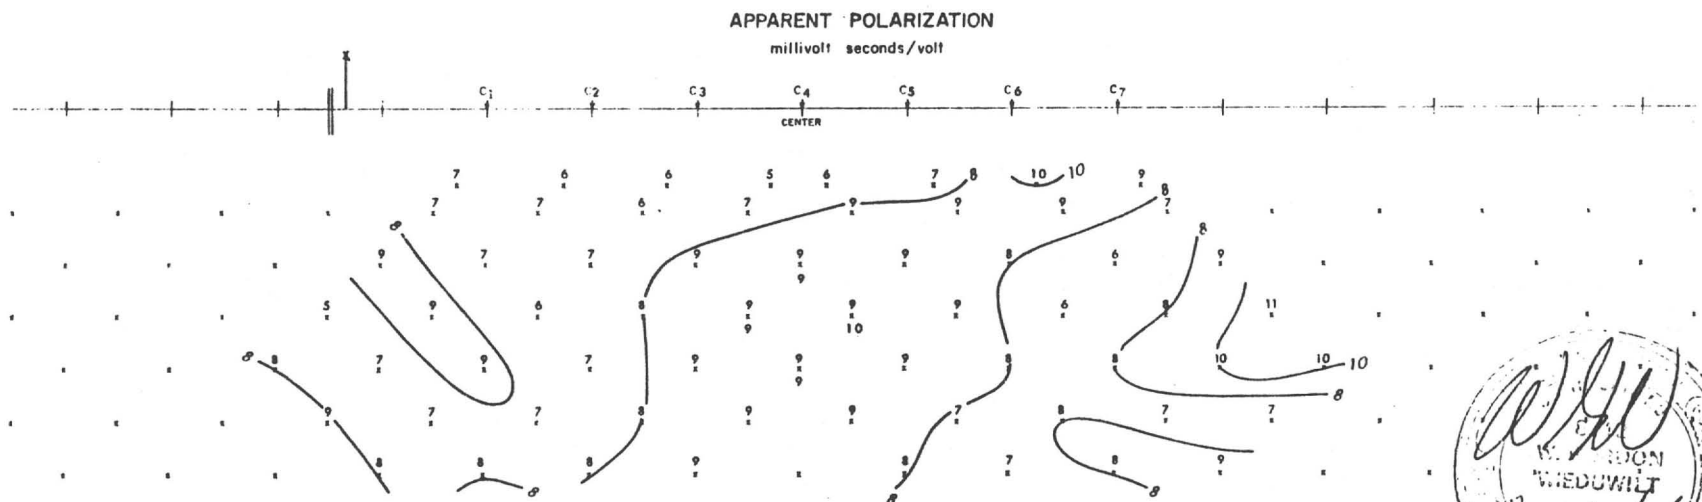 APPARENT POLARIZATION
millivolt seconds/volt
C1 C2 C3 C4 C5 C6 C7
CENTER
7 6 6 5 6 7 8 10 10 9
7 7 6 7 9 9 9 8 7
8 9 7 7 9 9 9 8 6 8 9
9
5 9 6 8 9 9 9 6 8 11
9 10
8 8 7 9 7 9 9 9 8 8 10 10 10
9
8
9 7 7 8 9 9 7 8 7 7
8 8 8 9 8 7 8 9
8 8 8
WIEDUWILT